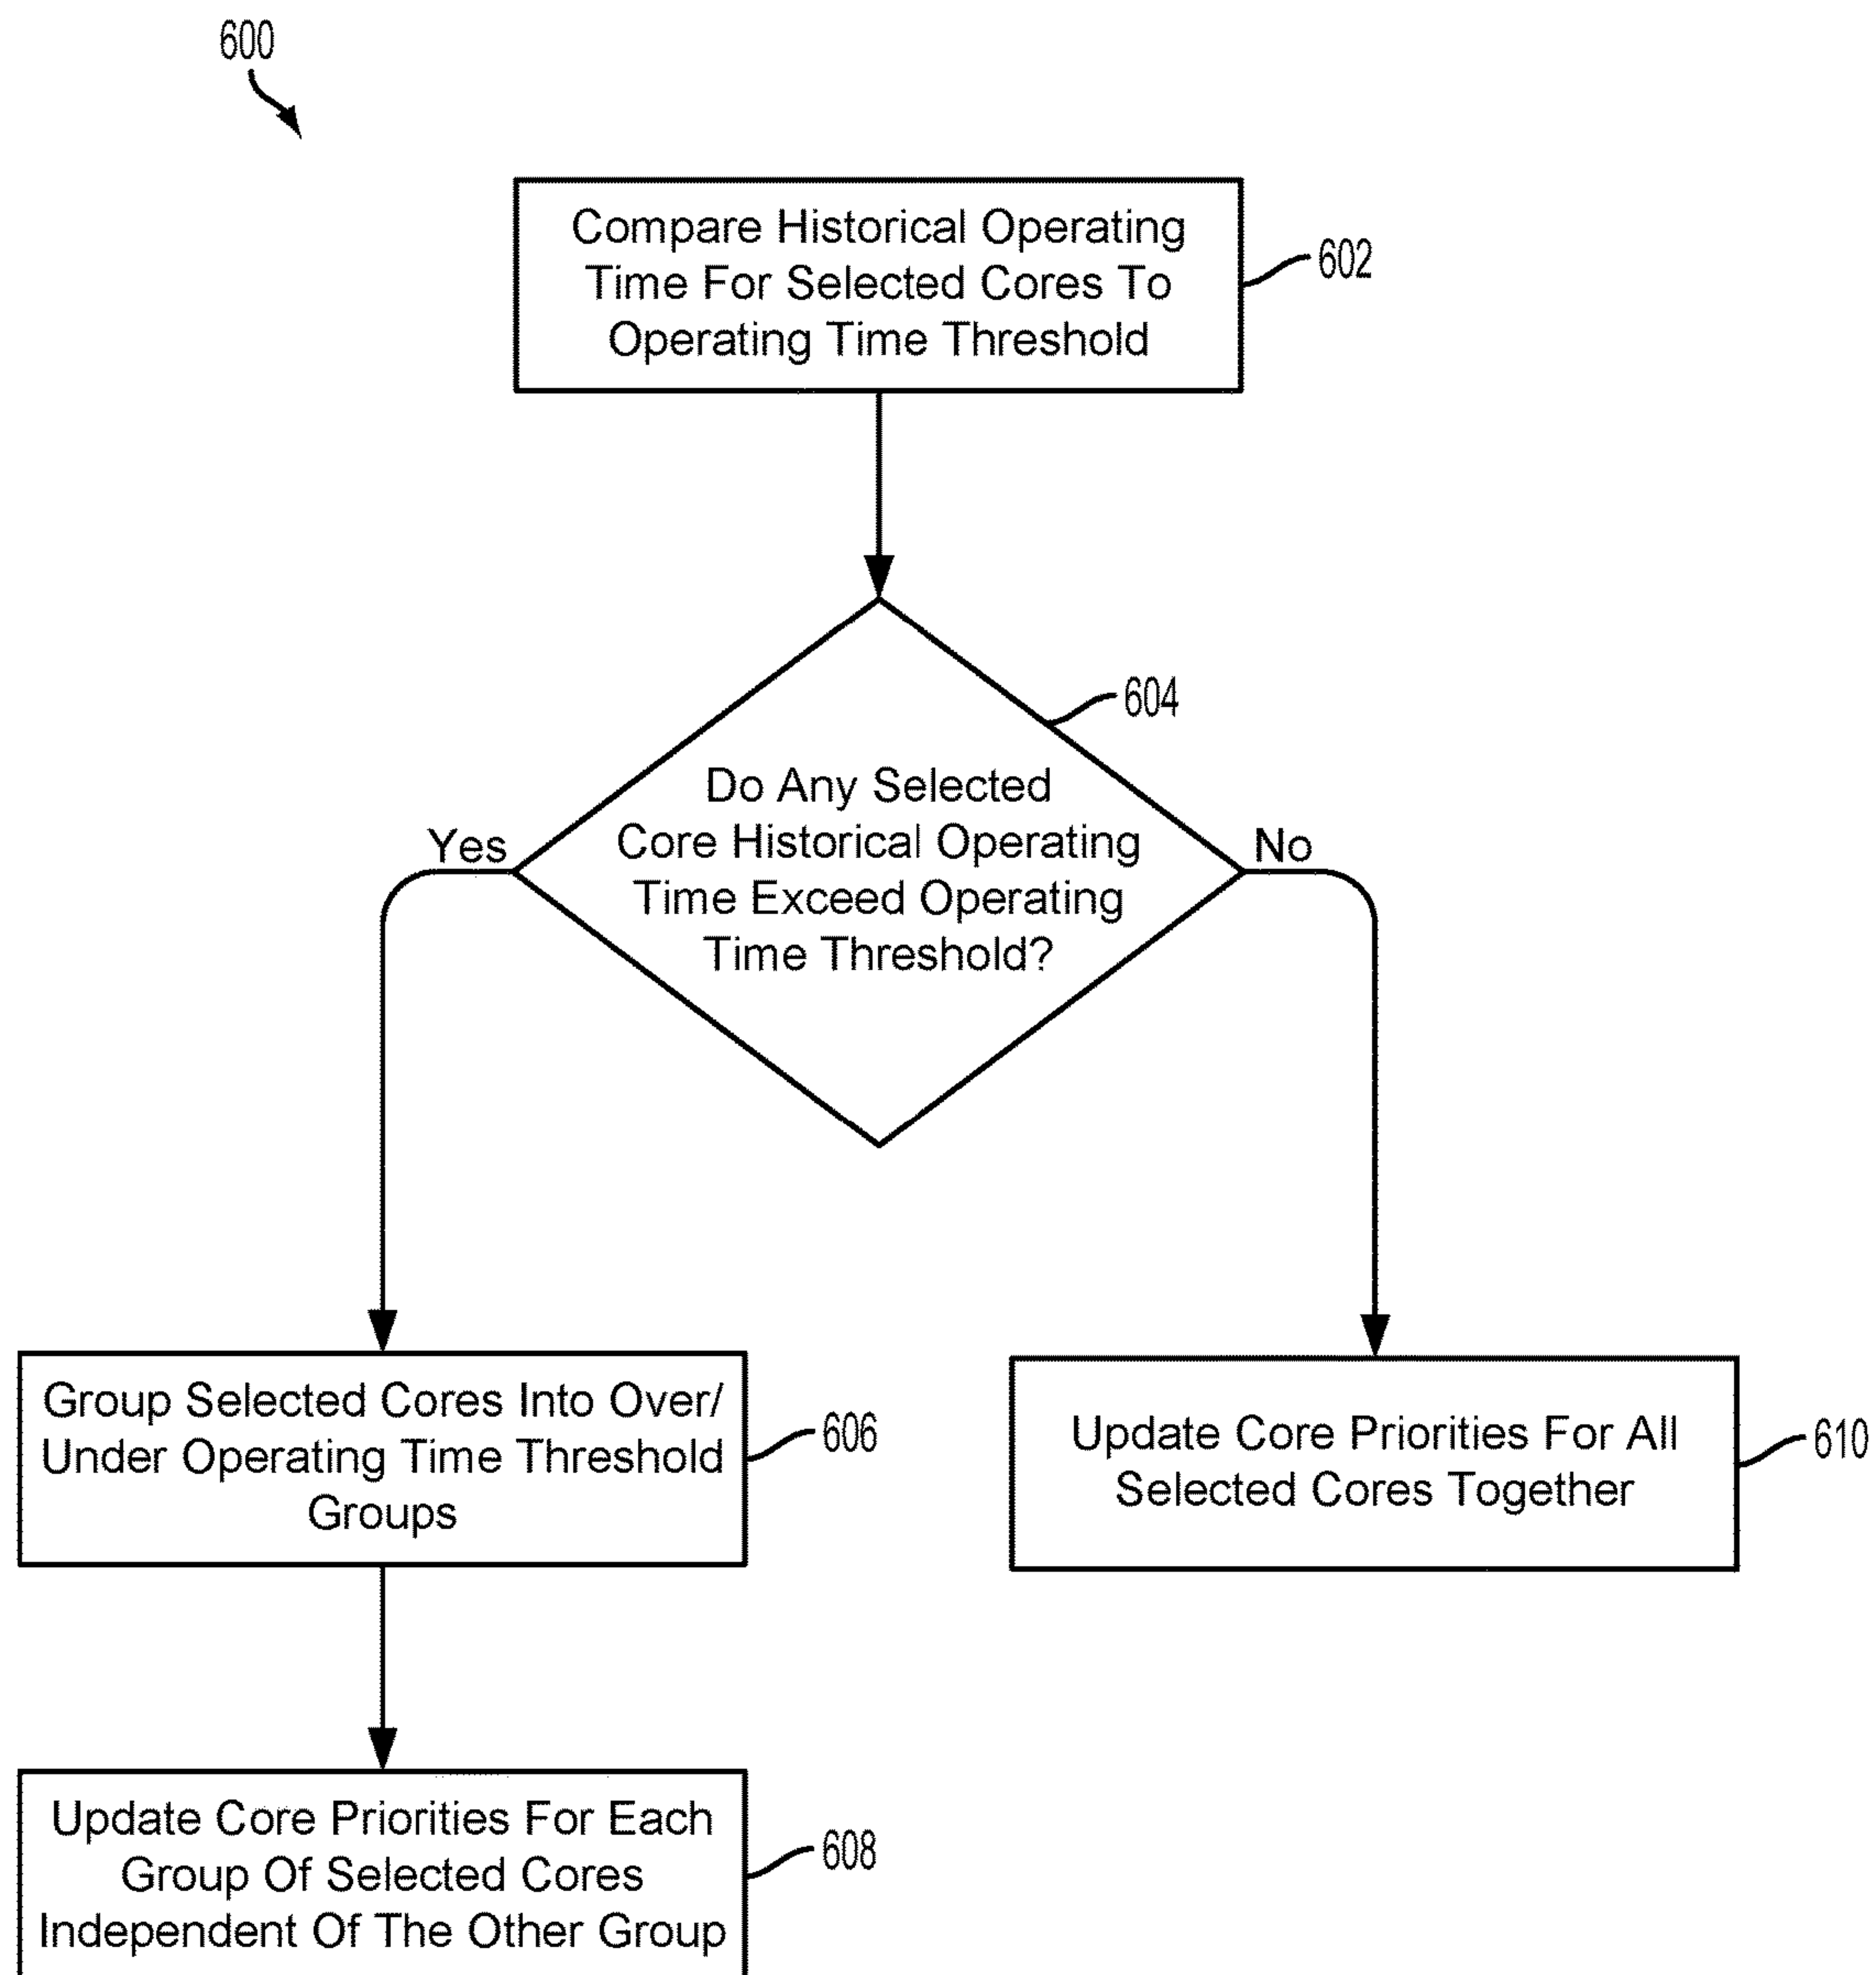 600
Compare Historical Operating
Time For Selected Cores To
Operating Time Threshold
602
604
Do Any Selected
Core Historical Operating
Time Exceed Operating
Time Threshold?
Yes
No
Group Selected Cores Into Over/
Under Operating Time Threshold
Groups
606
Update Core Priorities For All
Selected Cores Together
610
Update Core Priorities For Each
Group Of Selected Cores
Independent Of The Other Group
608